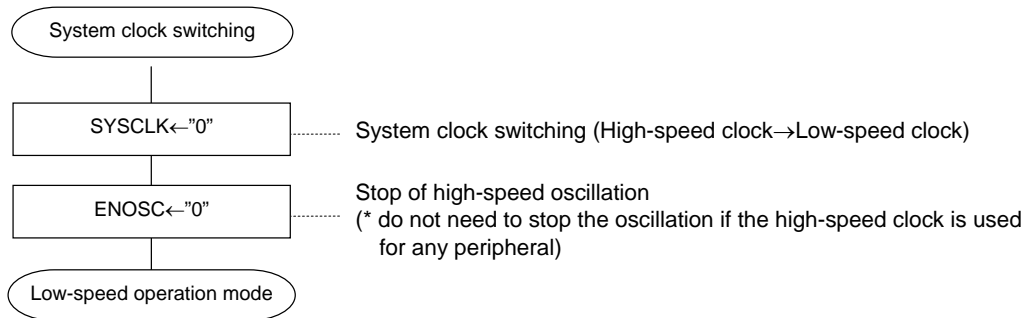 System clock switching
SYSCLK←”0”
System clock switching (High-speed clock→Low-speed clock)
ENOSC←”0”
Stop of high-speed oscillation
(* do not need to stop the oscillation if the high-speed clock is used
for any peripheral)
Low-speed operation mode